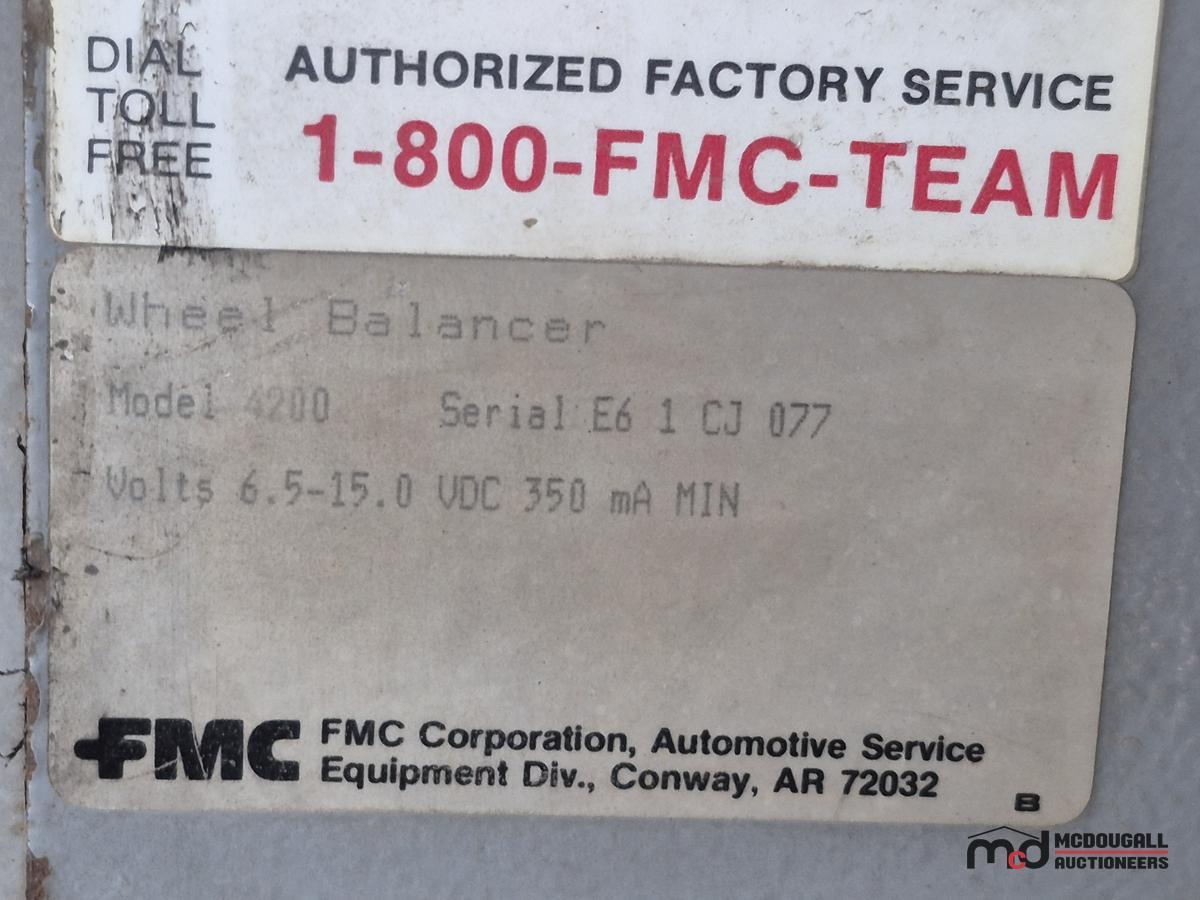 DIAL
TOLL
FREE
AUTHORIZED FACTORY SERVICE
1-800-FMC-TEAM
Wheel Balancer
Model 4200 Serial E6 1 CJ 077
Volts 6.5-15.0 VDC 350 mA MIN
FMC
FMC Corporation, Automotive Service
Equipment Div., Conway, AR 72032
B
mcd
MCDOUGALL
AUCTIONEERS